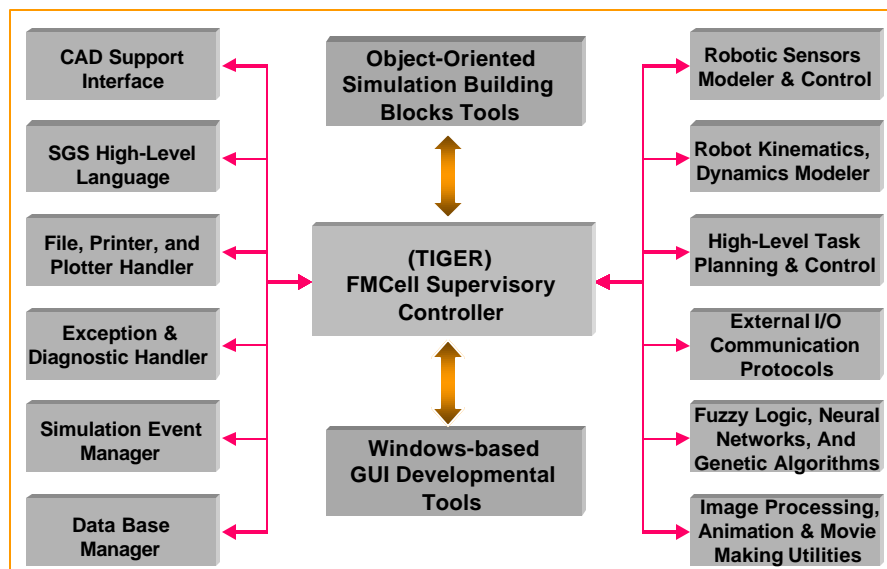 CAD Support
Interface
SGS High-Level
Language
File, Printer, and
Plotter Handler
Exception &
Diagnostic Handler
Simulation Event
Manager
Data Base
Manager
Object-Oriented
Simulation Building
Blocks Tools
(TIGER)
FMCell Supervisory
Controller
Windows-based
GUI Developmental
Tools
Robotic Sensors
Modeler & Control
Robot Kinematics,
Dynamics Modeler
High-Level Task
Planning & Control
External I/O
Communication
Protocols
Fuzzy Logic, Neural
Networks, And
Genetic Algorithms
Image Processing,
Animation & Movie
Making Utilities